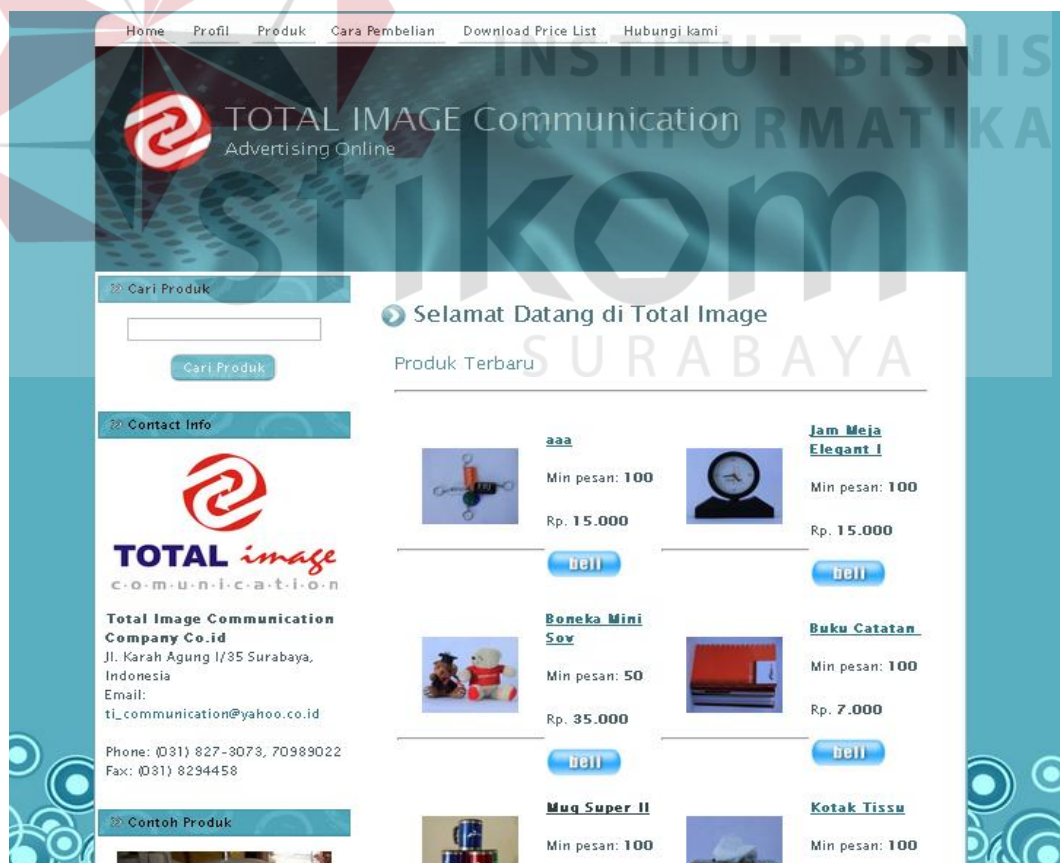 Home Profil Produk Cara Pembelian Download Price List Hubungi kami
INSTITUT BISNIS
& INFORMATIKA
stikom
SURABAYA
TOTAL IMAGE Communication
Advertising Online
Cari Produk
Cari Produk
Contact Info
TOTAL image
c·o·m·u·n·i·c·a·t·i·o·n
Total Image Communication
Company Co.id
Jl. Karah Agung I/35 Surabaya,
Indonesia
Email:
ti_communication@yahoo.co.id
Phone: (031) 827-3073, 70989022
Fax: (031) 8294458
Contoh Produk
Selamat Datang di Total Image
Produk Terbaru
aaa
Min pesan: 100
Rp. 15.000
beli
Jam Meja
Elegant I
Min pesan: 100
Rp. 15.000
beli
Boneka Mini
Sov
Min pesan: 50
Rp. 35.000
beli
Buku Catatan
Min pesan: 100
Rp. 7.000
beli
Mug Super II
Min pesan: 100
Kotak Tissu
Min pesan: 100